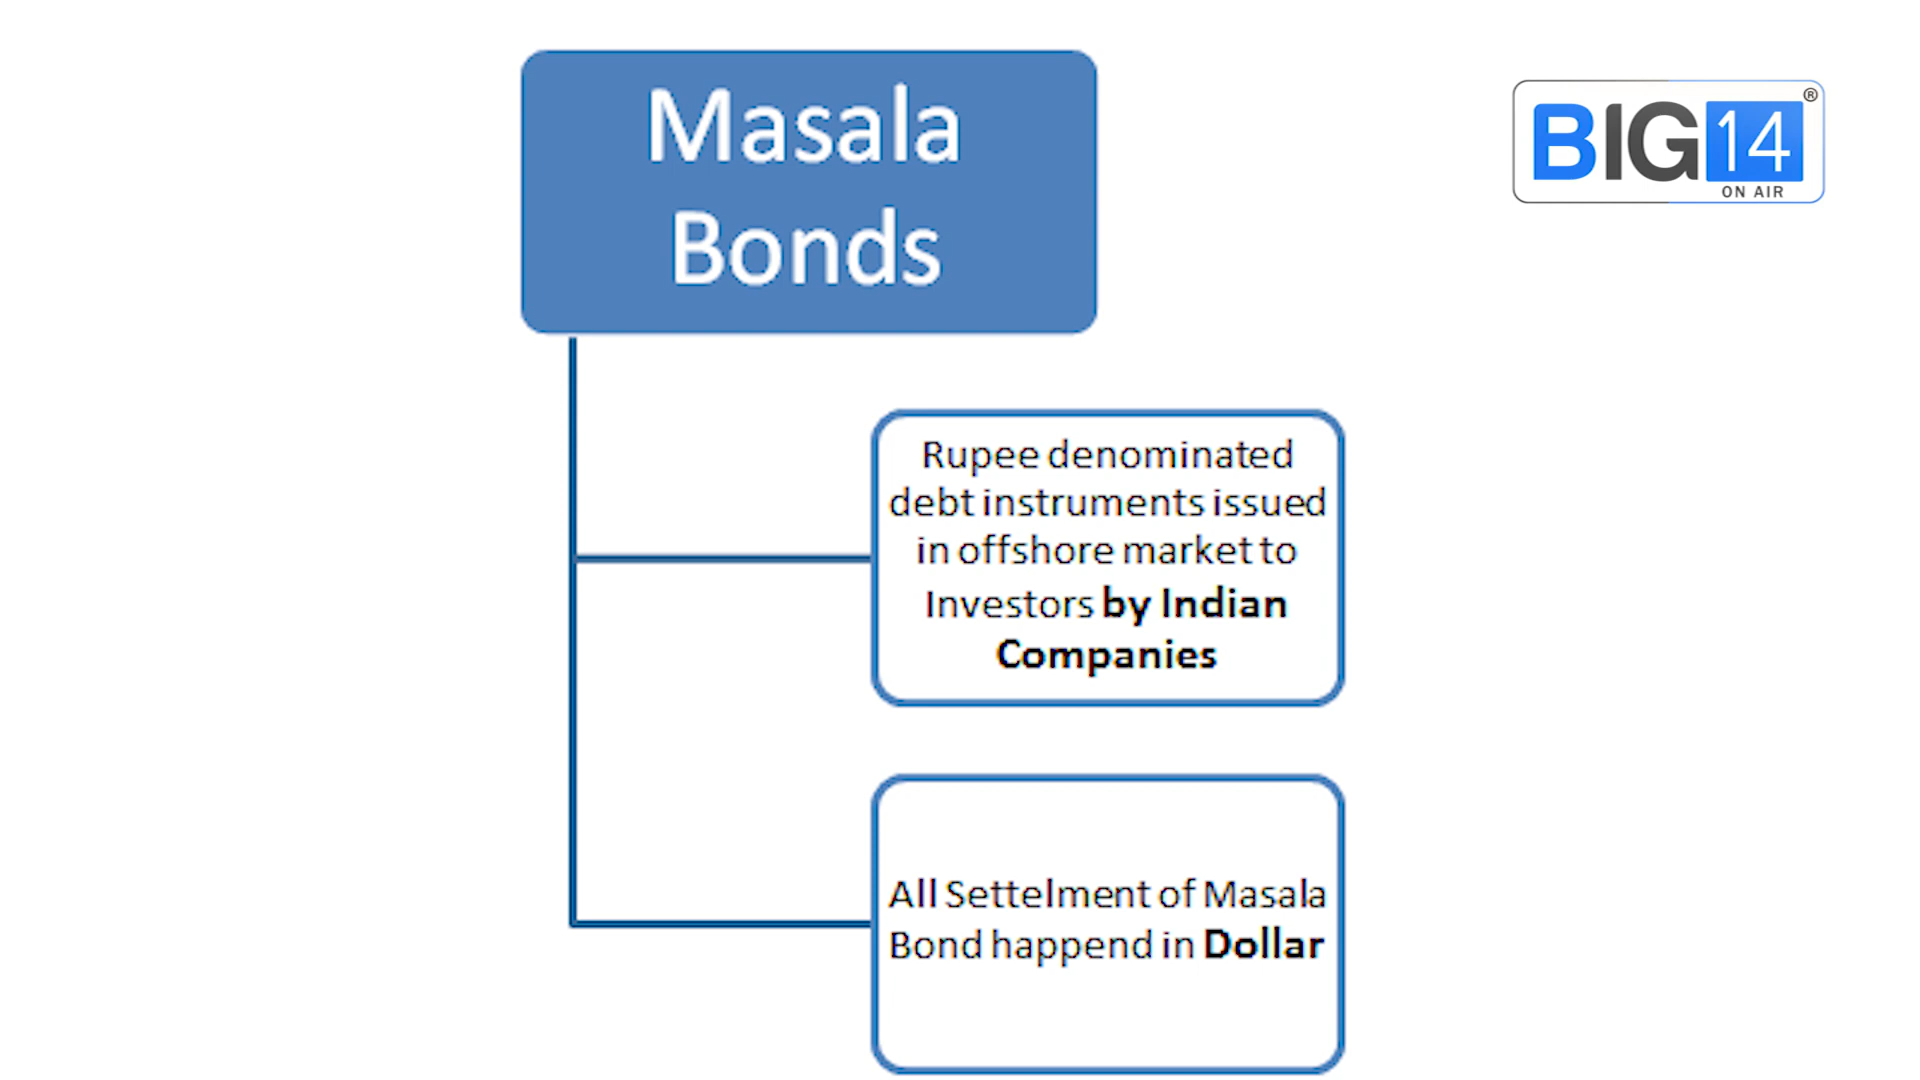 Masala
Bonds
BIG14®
ON AIR
Rupee denominated
debt instruments issued
in offshore market to
Investors by Indian
Companies
All Settelment of Masala
Bond happend in Dollar